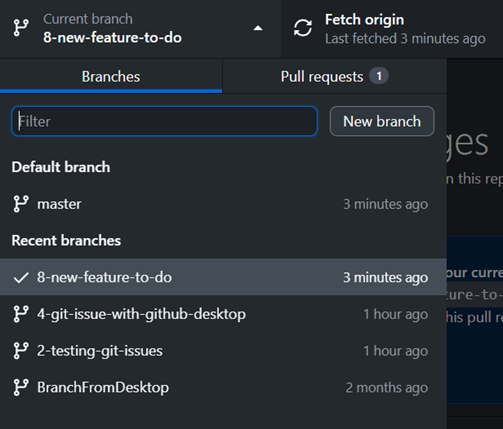 Current branch
8-new-feature-to-do
Fetch origin
Last fetched 3 minutes ago
Branches
Pull requests 1
Filter
New branch
Default branch
master 3 minutes ago
Recent branches
8-new-feature-to-do 3 minutes ago
4-git-issue-with-github-desktop 1 hour ago
2-testing-git-issues 1 hour ago
BranchFromDesktop 2 months ago
ges
n this rep
our curre
ture-to-
his pull re